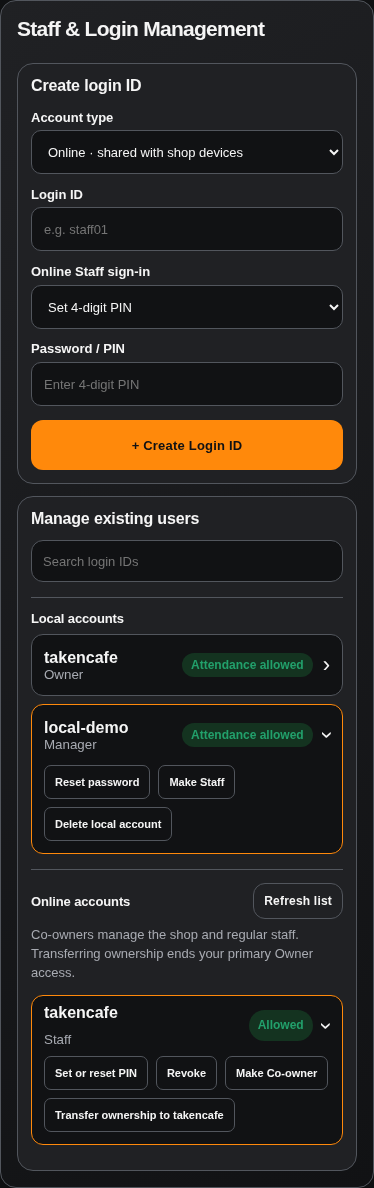 Staff & Login Management
Create login ID
Account type
Online · shared with shop devices
Login ID
e.g. staff01
Online Staff sign-in
Set 4-digit PIN
Password / PIN
Enter 4-digit PIN
+ Create Login ID
Manage existing users
Search login IDs
Local accounts
takencafe
Owner
Attendance allowed
local-demo
Manager
Attendance allowed
Reset password
Make Staff
Delete local account
Online accounts
Refresh list
Co-owners manage the shop and regular staff.
Transferring ownership ends your primary Owner
access.
takencafe
Staff
Allowed
Set or reset PIN
Revoke
Make Co-owner
Transfer ownership to takencafe